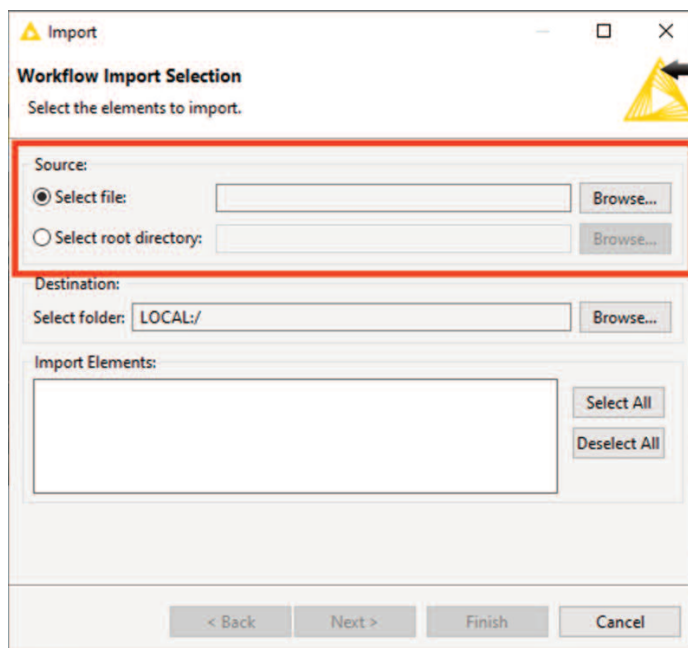 Import
Workflow Import Selection
Select the elements to import.
Source:
Select file: Browse...
Select root directory: Browse...
Destination:
Select folder: LOCAL:/ Browse...
Import Elements:
Select All
Deselect All
< Back Next > Finish Cancel